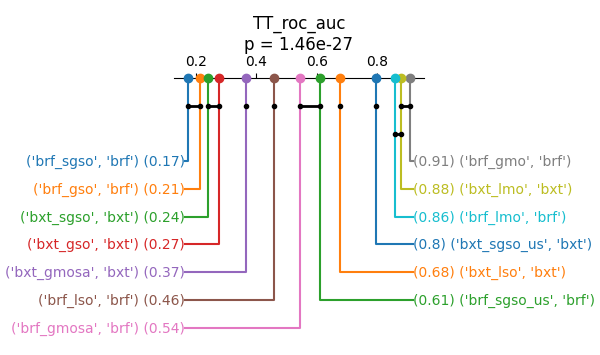 TT_roc_auc
p = 1.46e-27
0.2 0.4 0.6 0.8
('brf_sgso', 'brf') (0.17) (0.91) ('brf_gmo', 'brf')
('brf_gso', 'brf') (0.21) (0.88) ('bxt_lmo', 'bxt')
('bxt_sgso', 'bxt') (0.24) (0.86) ('brf_lmo', 'brf')
('bxt_gso', 'bxt') (0.27) (0.8) ('bxt_sgso_us', 'bxt')
('bxt_gmosa', 'bxt') (0.37) (0.68) ('bxt_lso', 'bxt')
('brf_lso', 'brf') (0.46) (0.61) ('brf_sgso_us', 'brf')
('brf_gmosa', 'brf') (0.54)